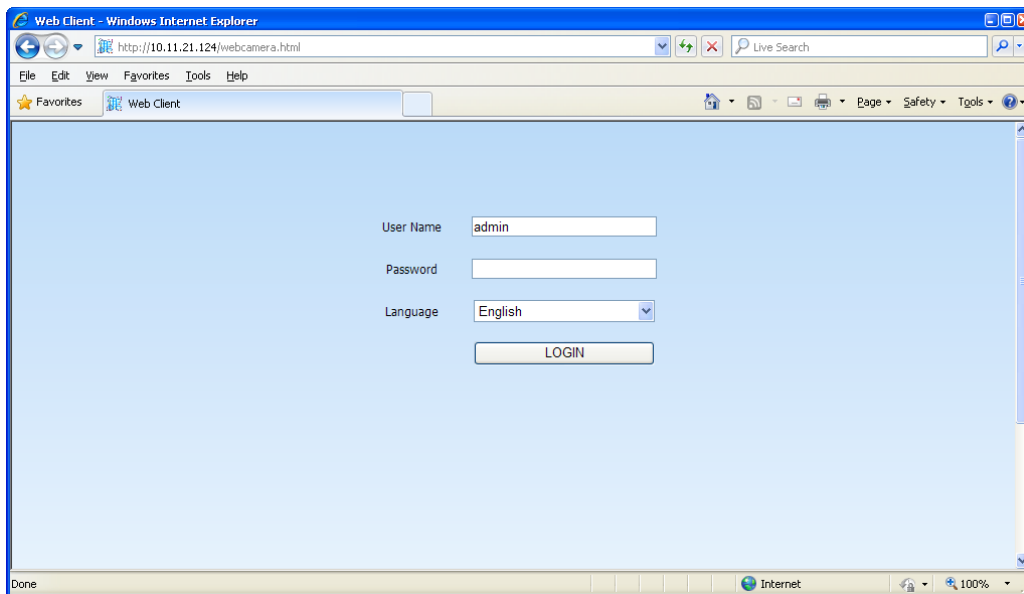 Web Client - Windows Internet Explorer
http://10.11.21.124/webcamera.html
Live Search
File Edit View Favorites Tools Help
Favorites Web Client Page Safety Tools
User Name admin
Password
Language English
LOGIN
Done Internet 100%